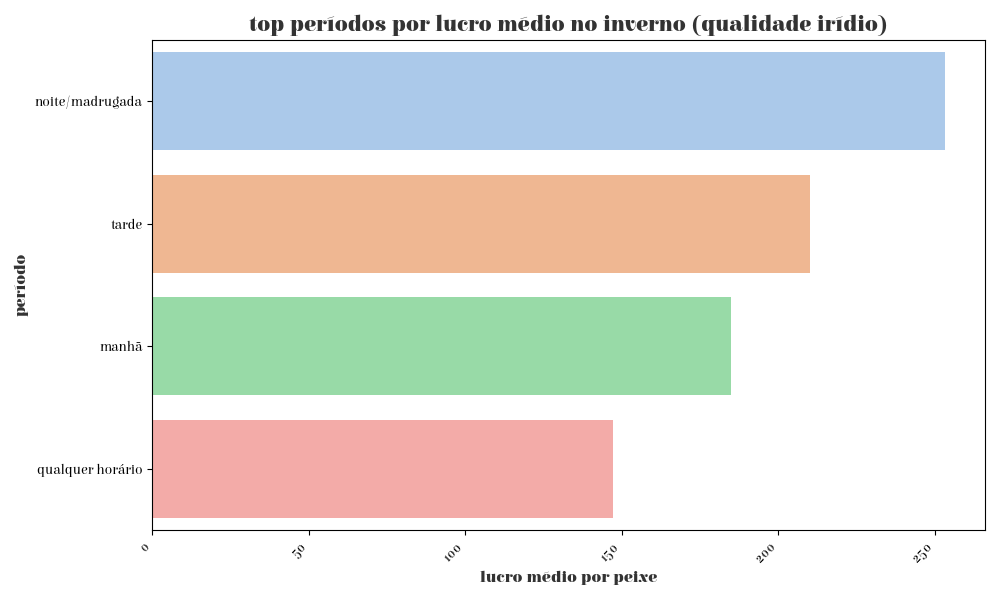 top períodos por lucro médio no inverno (qualidade irídio)
período
noite/madrugada
tarde
manhã
qualquer horário
0
50
100
150
200
250
lucro médio por peixe